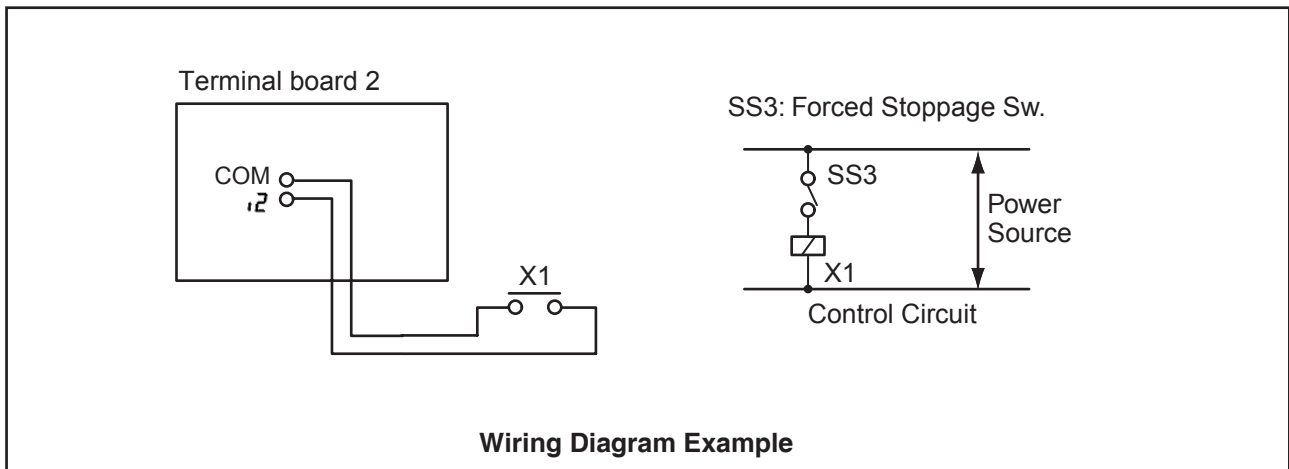 Terminal board 2
COM
i2
X1
SS3: Forced Stoppage Sw.
SS3
X1
Power
Source
Control Circuit
Wiring Diagram Example